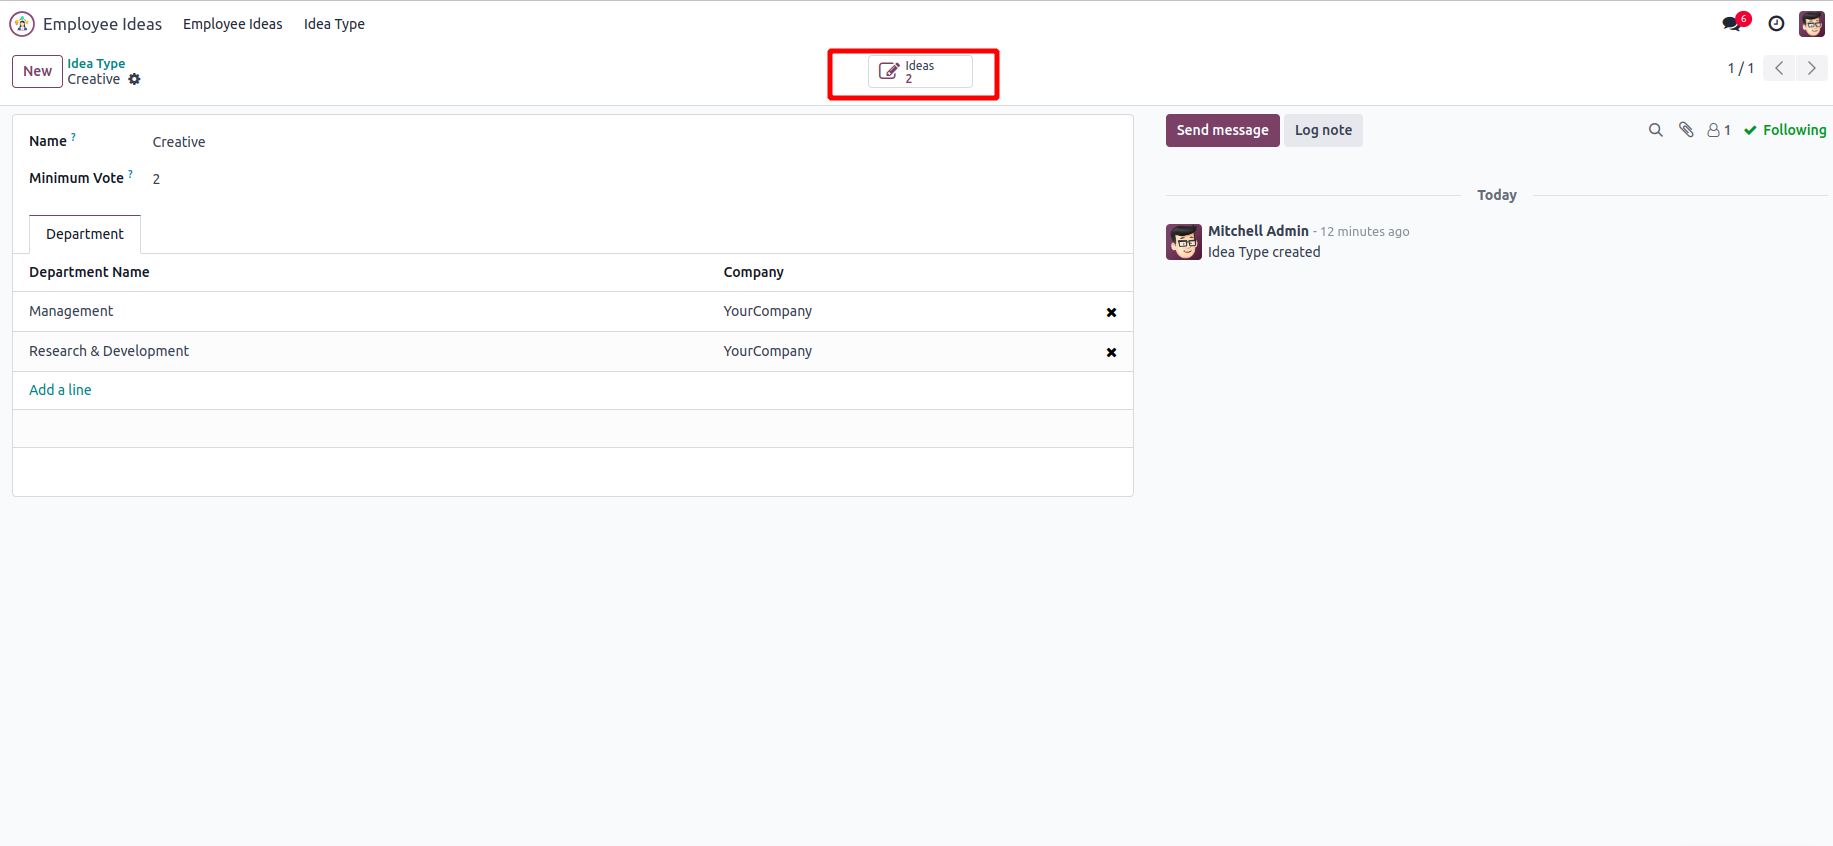 Employee Ideas Employee Ideas Idea Type 6
New Idea Type
Creative
Ideas
2
1 / 1
Name ? Creative
Minimum Vote ? 2
Department
Department Name Company
Management YourCompany
Research & Development YourCompany
Add a line
Send message Log note 1 Following
Today
Mitchell Admin - 12 minutes ago
Idea Type created